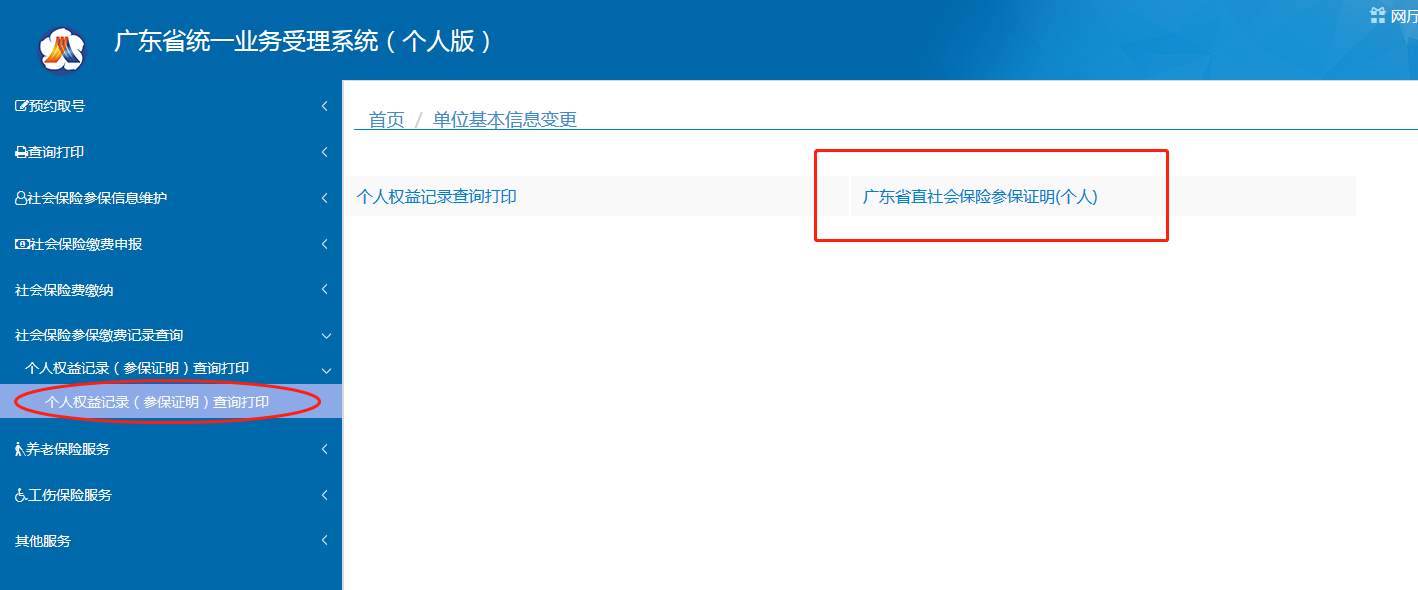 广东省统一业务受理系统（个人版）
网厅
预约取号
查询打印
社会保险参保信息维护
社会保险缴费申报
社会保险费缴纳
社会保险参保缴费记录查询
个人权益记录（参保证明）查询打印
个人权益记录（参保证明）查询打印
养老保险服务
工伤保险服务
其他服务
首页 / 单位基本信息变更
个人权益记录查询打印
广东省直社会保险参保证明(个人)